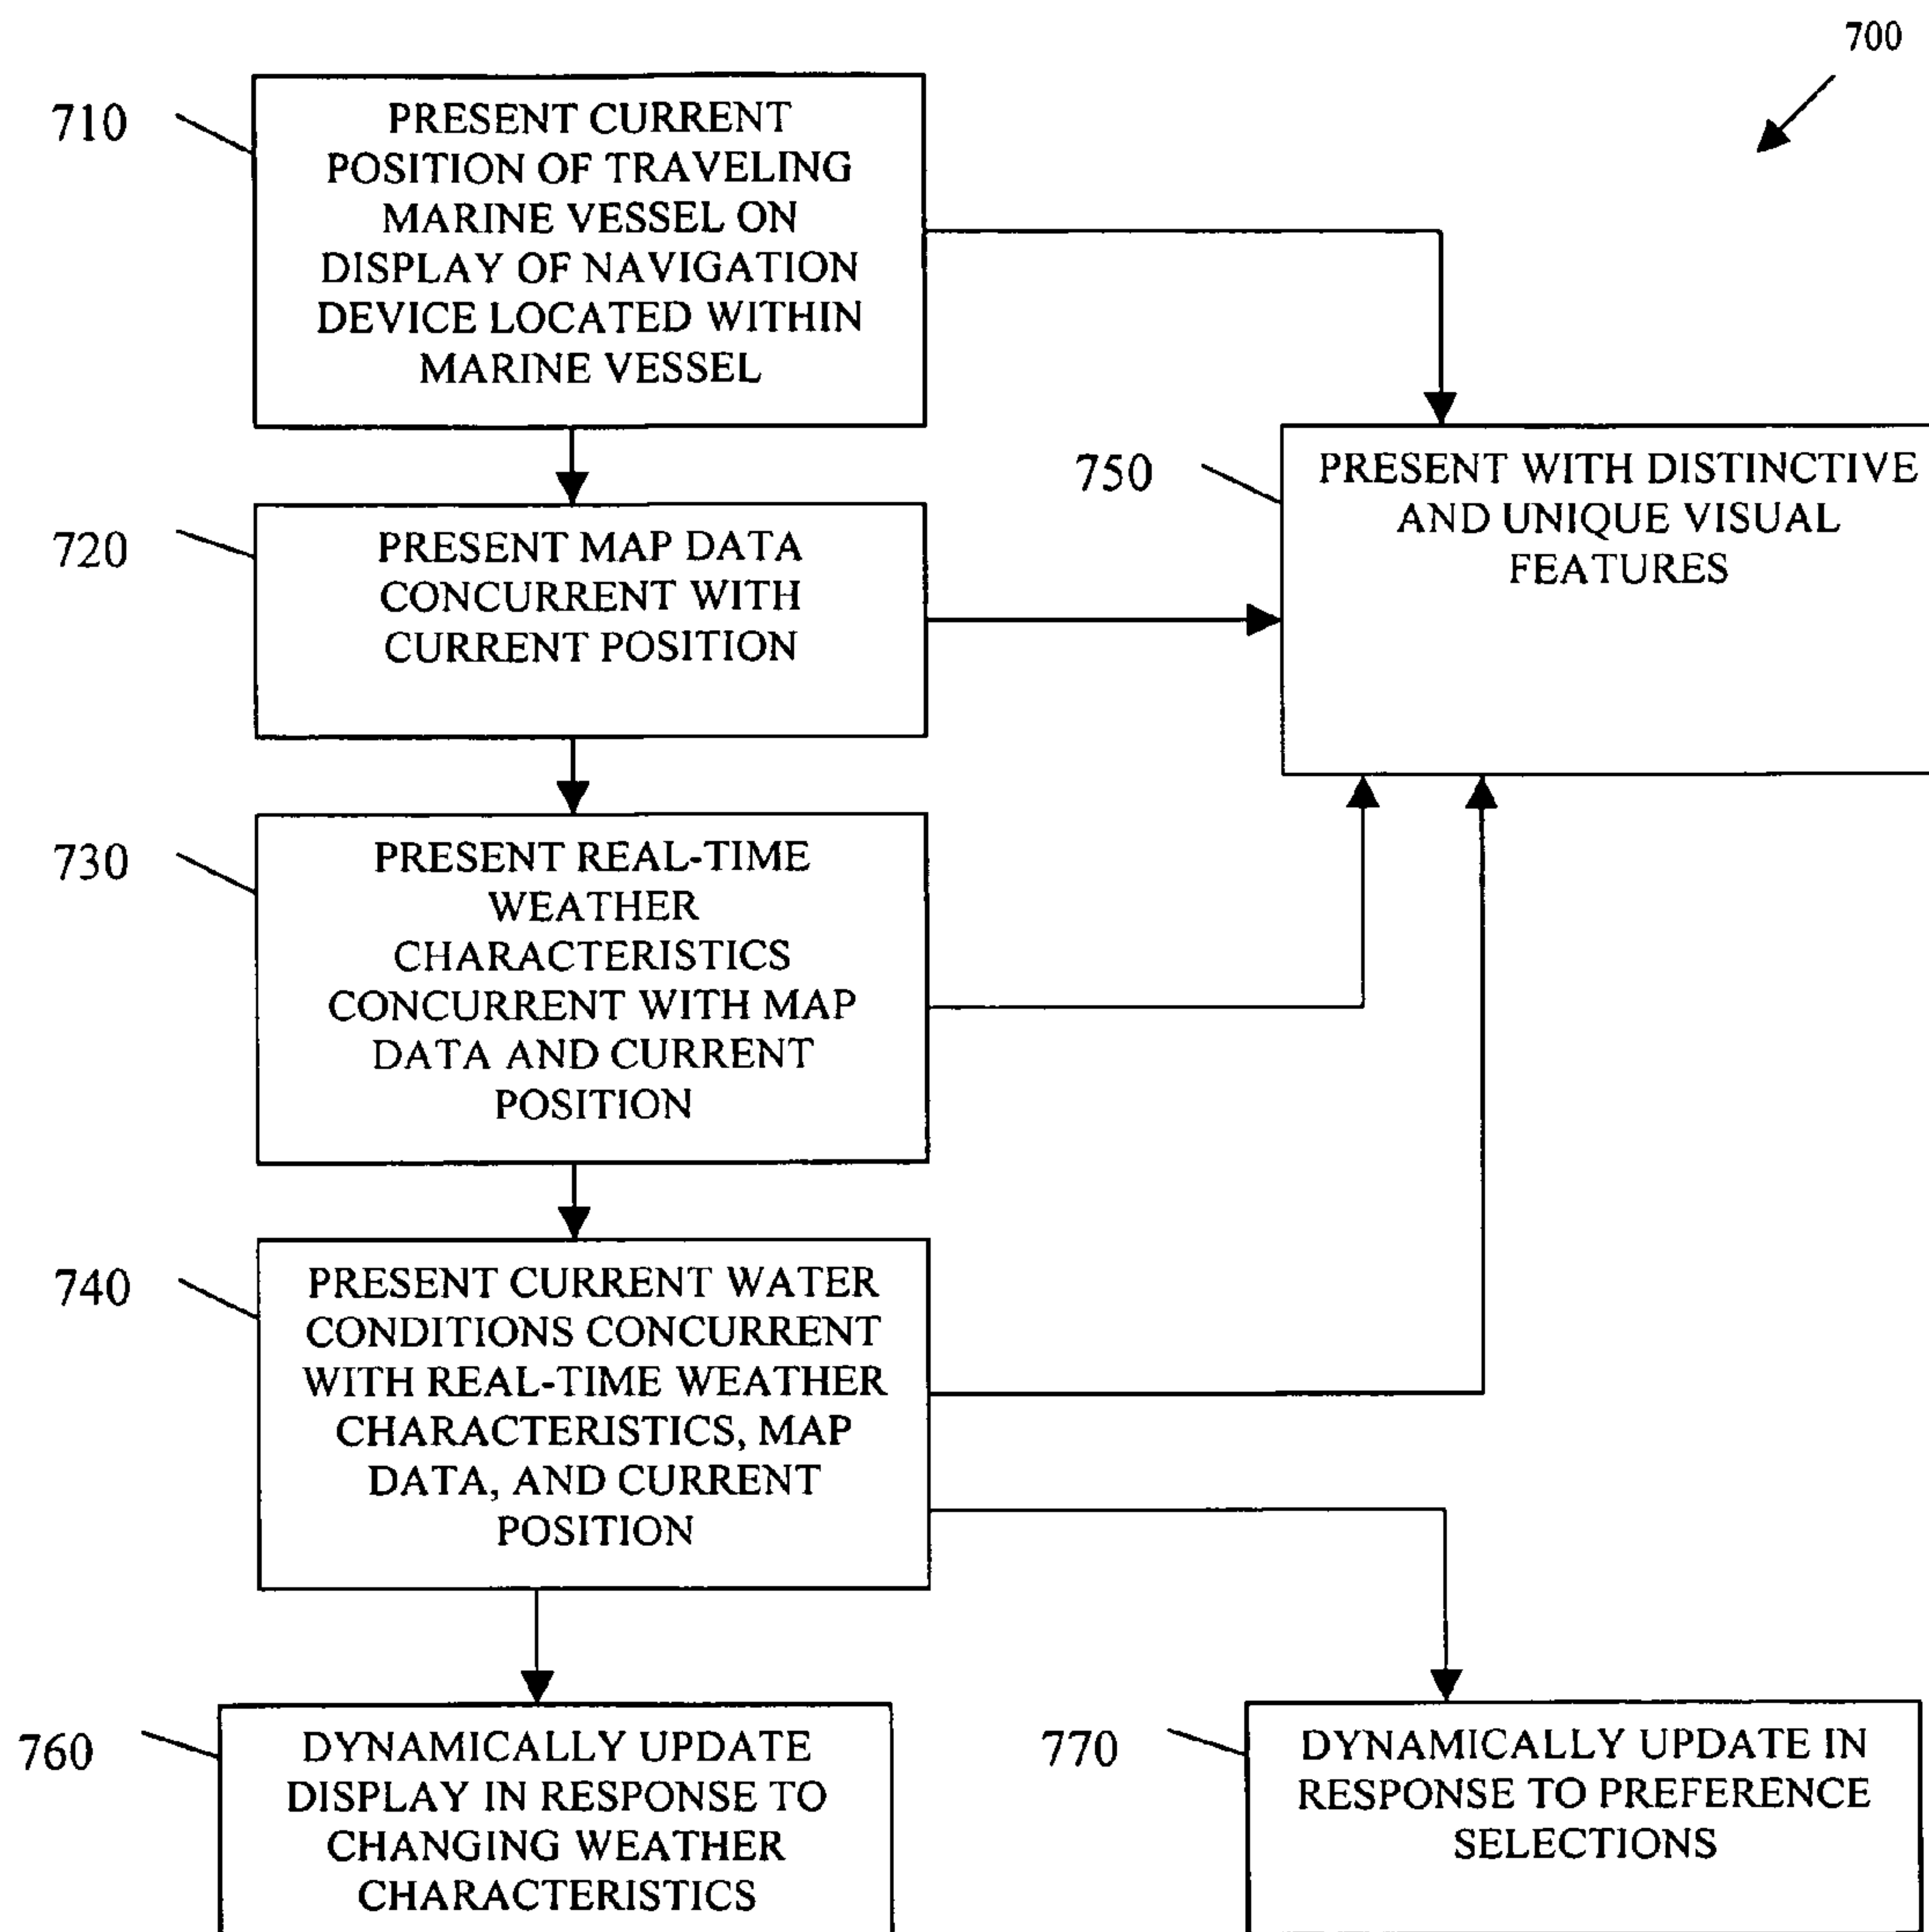 700
710
PRESENT CURRENT
POSITION OF TRAVELING
MARINE VESSEL ON
DISPLAY OF NAVIGATION
DEVICE LOCATED WITHIN
MARINE VESSEL
720
PRESENT MAP DATA
CONCURRENT WITH
CURRENT POSITION
750
PRESENT WITH DISTINCTIVE
AND UNIQUE VISUAL
FEATURES
730
PRESENT REAL-TIME
WEATHER
CHARACTERISTICS
CONCURRENT WITH MAP
DATA AND CURRENT
POSITION
740
PRESENT CURRENT WATER
CONDITIONS CONCURRENT
WITH REAL-TIME WEATHER
CHARACTERISTICS, MAP
DATA, AND CURRENT
POSITION
760
DYNAMICALLY UPDATE
DISPLAY IN RESPONSE TO
CHANGING WEATHER
CHARACTERISTICS
770
DYNAMICALLY UPDATE IN
RESPONSE TO PREFERENCE
SELECTIONS